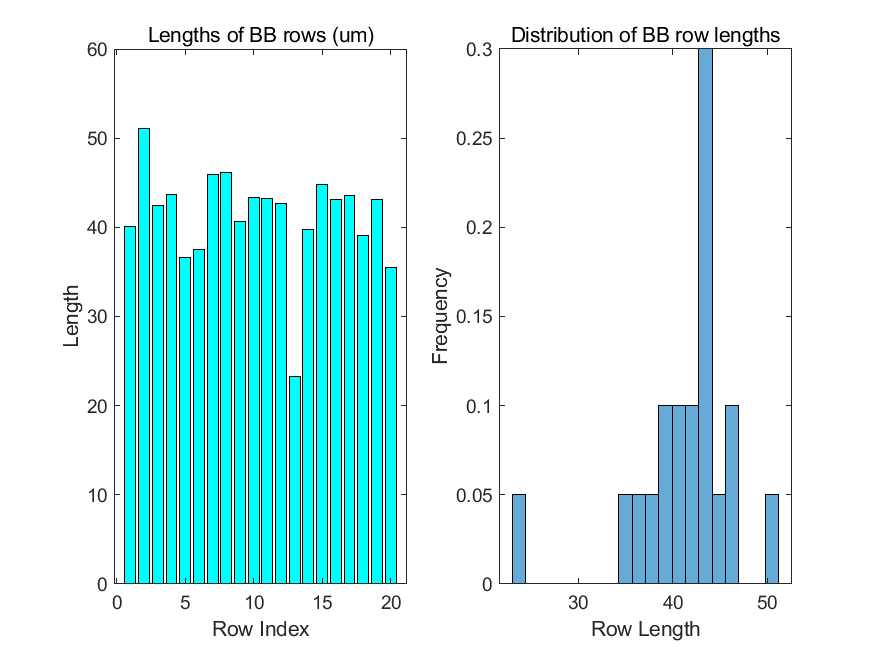 Lengths of BB rows (um)
60
50
40
30
20
10
0
Length
0 5 10 15 20
Row Index
Distribution of BB row lengths
0.3
0.25
0.2
0.15
0.1
0.05
0
Frequency
30 40 50
Row Length